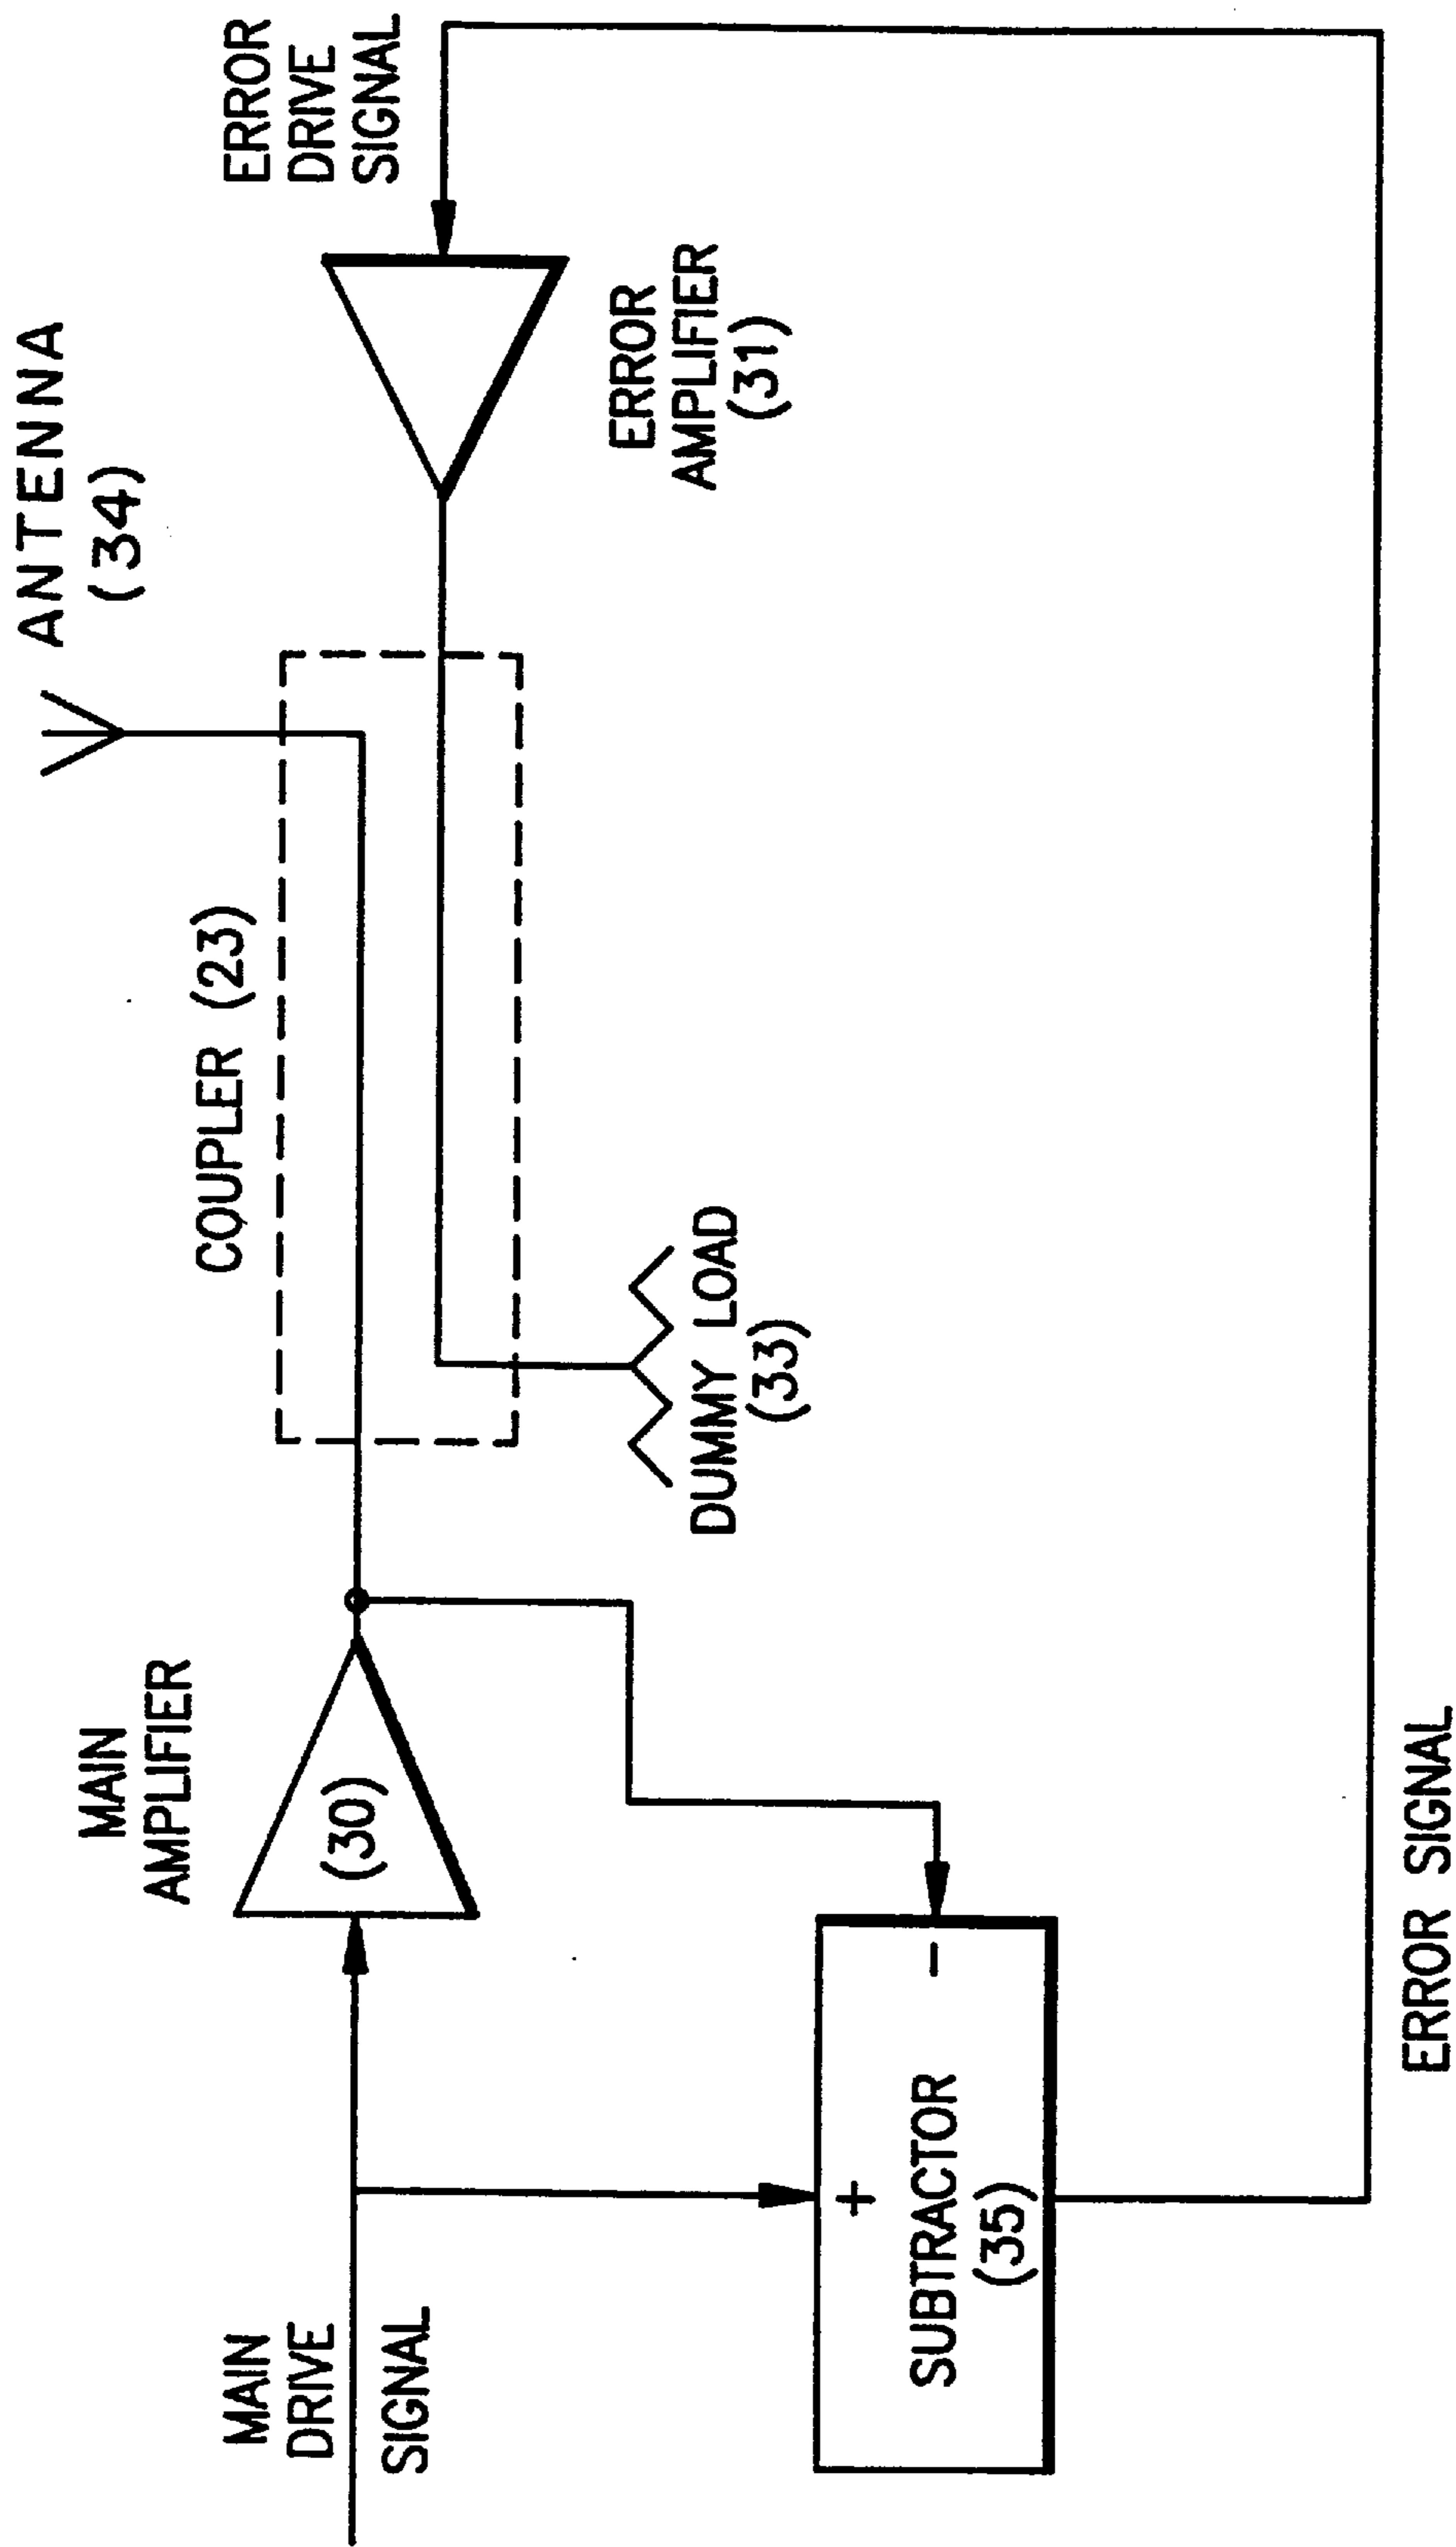 MAIN
DRIVE
SIGNAL
MAIN
AMPLIFIER
(30)
COUPLER (23)
ANTENNA
(34)
ERROR
DRIVE
SIGNAL
ERROR
AMPLIFIER
(31)
DUMMY LOAD
(33)
+
-
SUBTRACTOR
(35)
ERROR SIGNAL